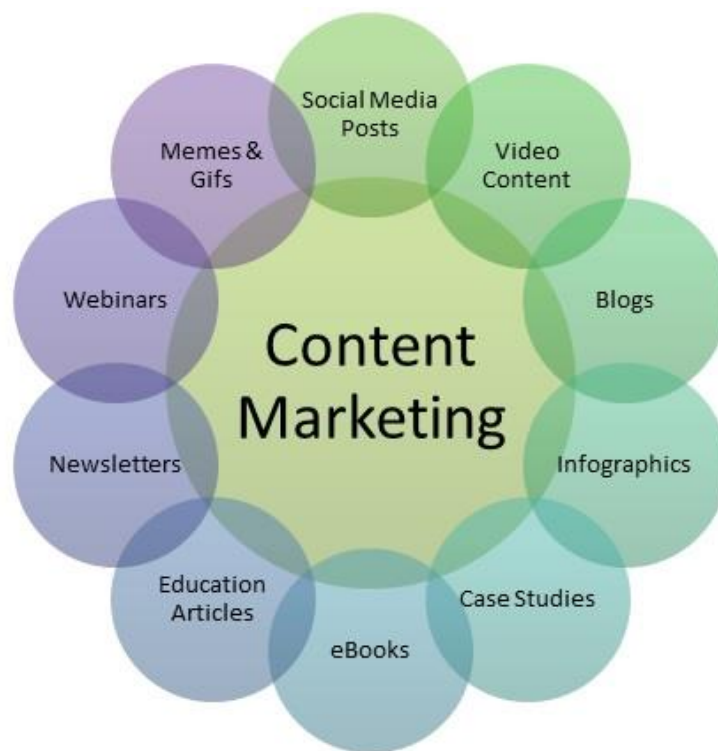 Social Media
Posts
Video
Content
Blogs
Infographics
Case Studies
eBooks
Education
Articles
Newsletters
Webinars
Memes &
Gifs
Content
Marketing